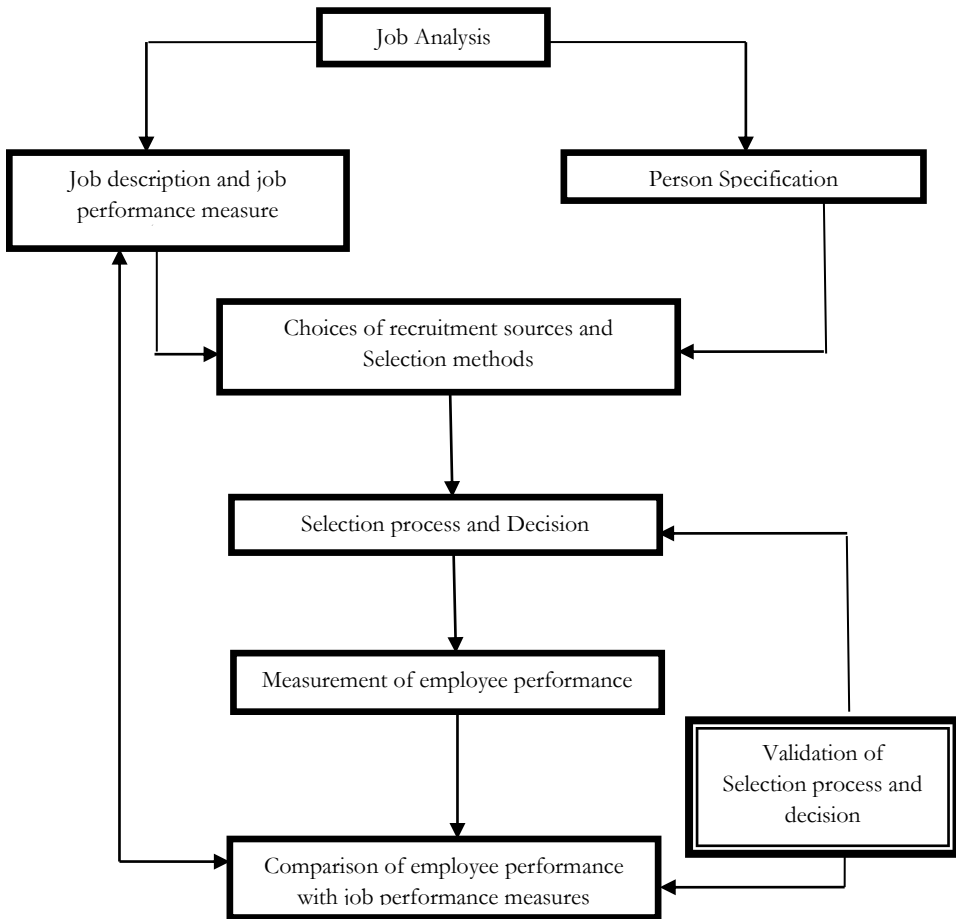 Job Analysis
Job description and job
performance measure
Person Specification
Choices of recruitment sources and
Selection methods
Selection process and Decision
Measurement of employee performance
Validation of
Selection process and
decision
Comparison of employee performance
with job performance measures